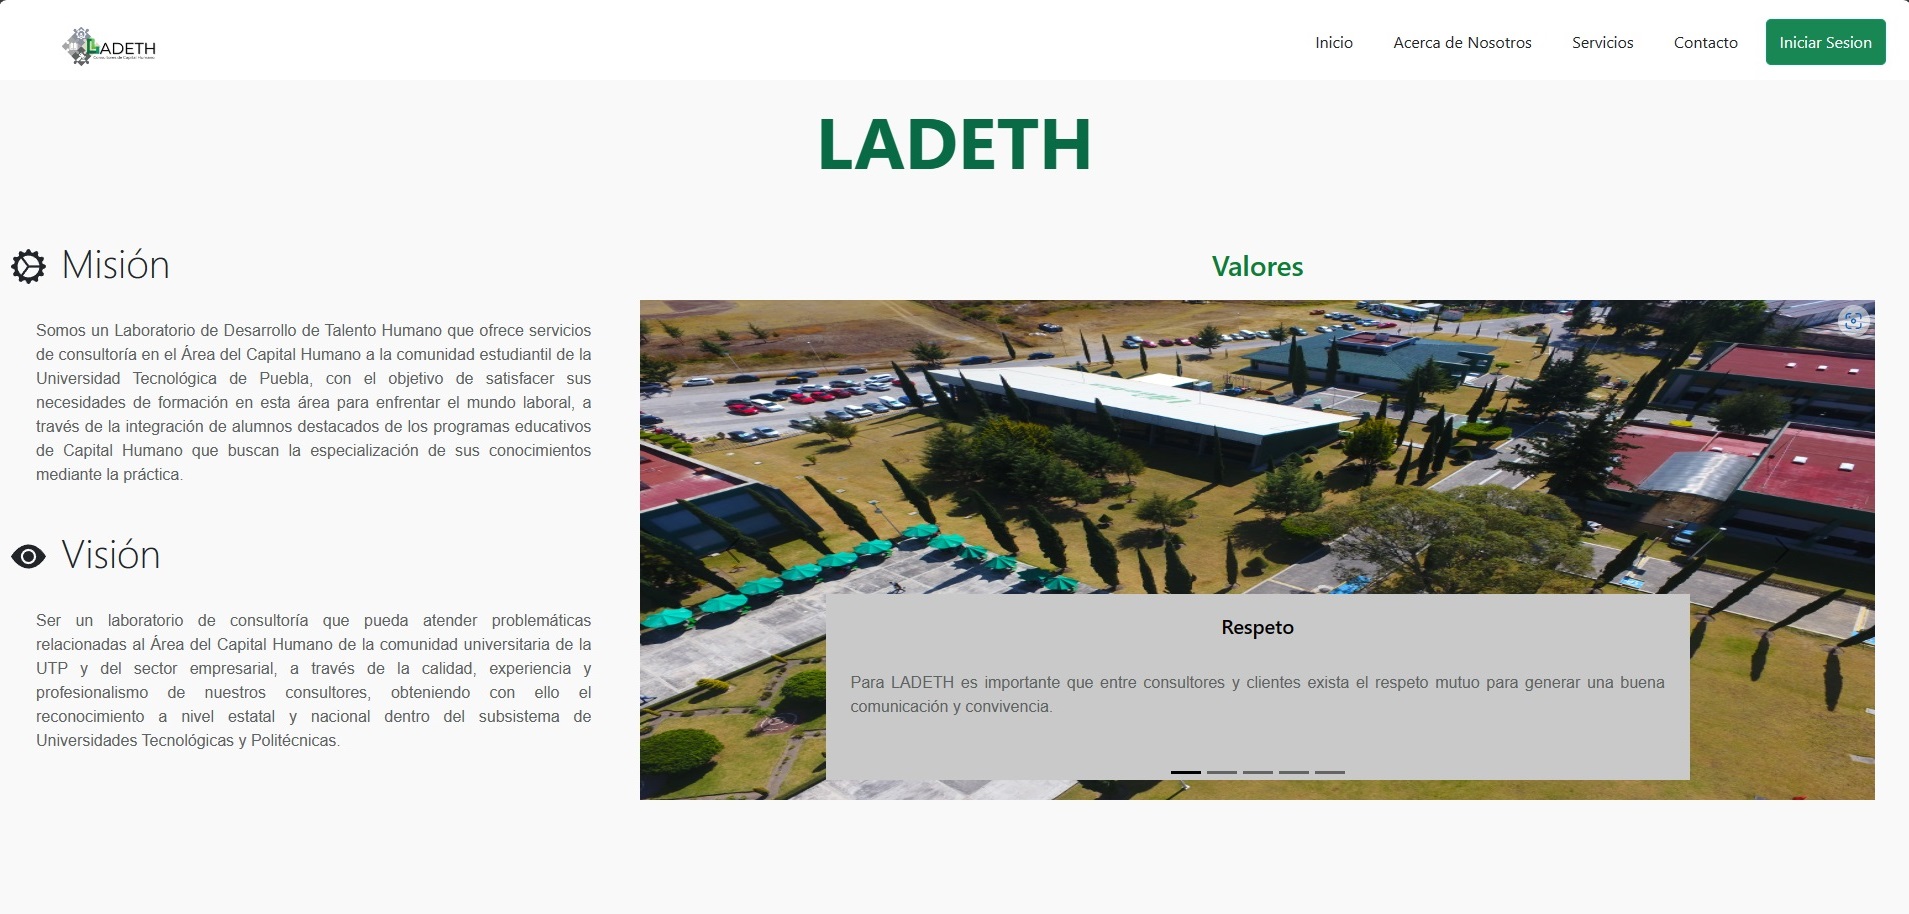 LADETH
Consultores de Capital Humano
Inicio
Acerca de Nosotros
Servicios
Contacto
Iniciar Sesion
LADETH
Misión
Somos un Laboratorio de Desarrollo de Talento Humano que ofrece servicios
de consultoría en el Área del Capital Humano a la comunidad estudiantil de la
Universidad Tecnológica de Puebla, con el objetivo de satisfacer sus
necesidades de formación en esta área para enfrentar el mundo laboral, a
través de la integración de alumnos destacados de los programas educativos
de Capital Humano que buscan la especialización de sus conocimientos
mediante la práctica.
Visión
Ser un laboratorio de consultoría que pueda atender problemáticas
relacionadas al Área del Capital Humano de la comunidad universitaria de la
UTP y del sector empresarial, a través de la calidad, experiencia y
profesionalismo de nuestros consultores, obteniendo con ello el
reconocimiento a nivel estatal y nacional dentro del subsistema de
Universidades Tecnológicas y Politécnicas.
Valores
Respeto
Para LADETH es importante que entre consultores y clientes exista el respeto mutuo para generar una buena
comunicación y convivencia.